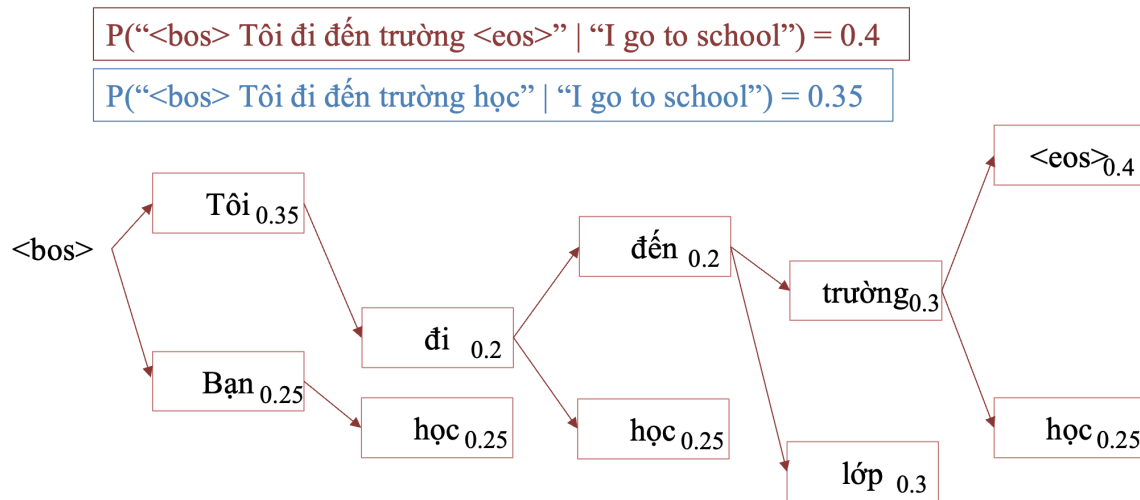 P(“<bos> Tôi đi đến trường <eos>” | “I go to school”) = 0.4
P(“<bos> Tôi đi đến trường học” | “I go to school”) = 0.35
<bos>
Tôi 0.35
Bạn 0.25
đi 0.2
học 0.25
đến 0.2
học 0.25
trường 0.3
lớp 0.3
<eos> 0.4
học 0.25